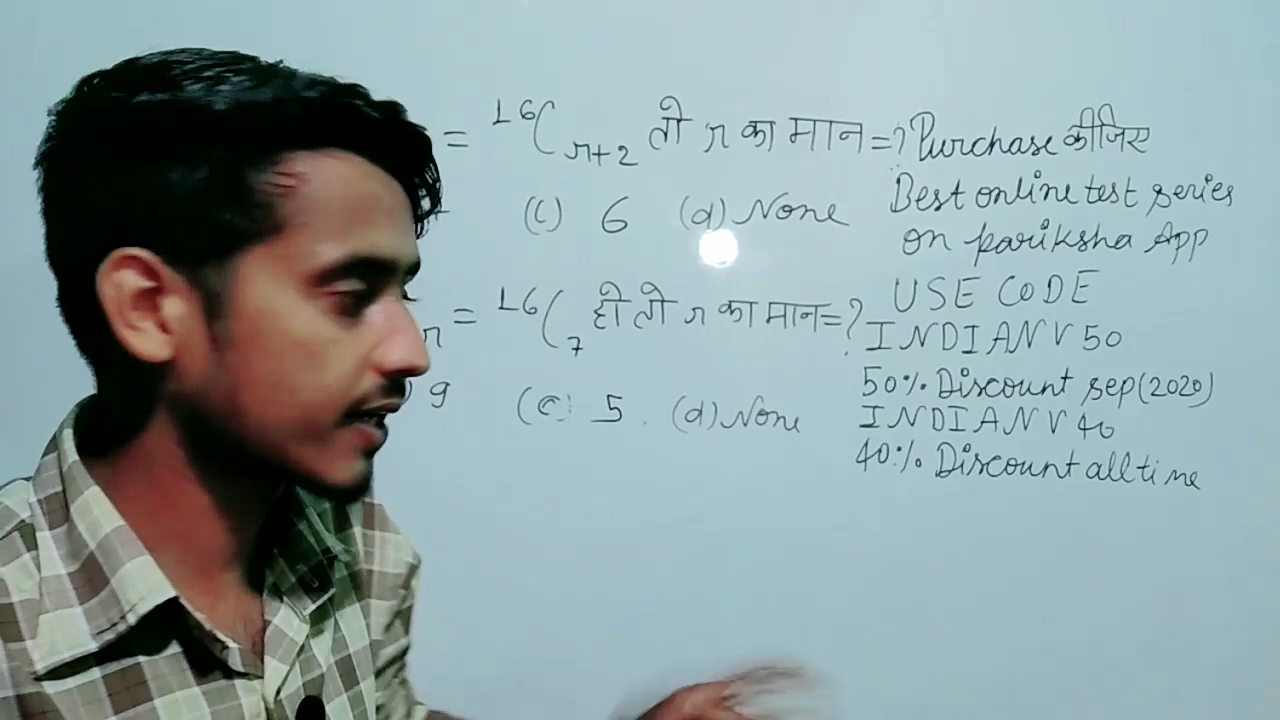 = ¹⁶C r+2 तो r का मान = ?
(c) 6 (d) None
r = ¹⁶C ₇ हो तो r का मान = ?
) 9 (c) 5 . (d) None
Purchase कीजिए
Best online test series
on pariksha App
USE CODE
INDIANV50
50% Discount sep(2020)
INDIANV40
40% Discount all time